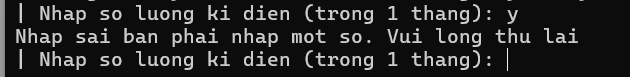 | Nhap so luong ki dien (trong 1 thang): y
Nhap sai ban phai nhap mot so. Vui long thu lai
| Nhap so luong ki dien (trong 1 thang):